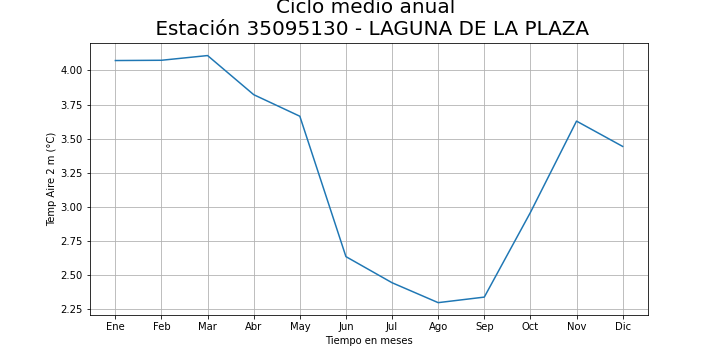 Ciclo medio anual
Estación 35095130 - LAGUNA DE LA PLAZA
4.00
3.75
3.50
3.25
3.00
2.75
2.50
2.25
Temp Aire 2 m (°C)
Ene Feb Mar Abr May Jun Jul Ago Sep Oct Nov Dic
Tiempo en meses